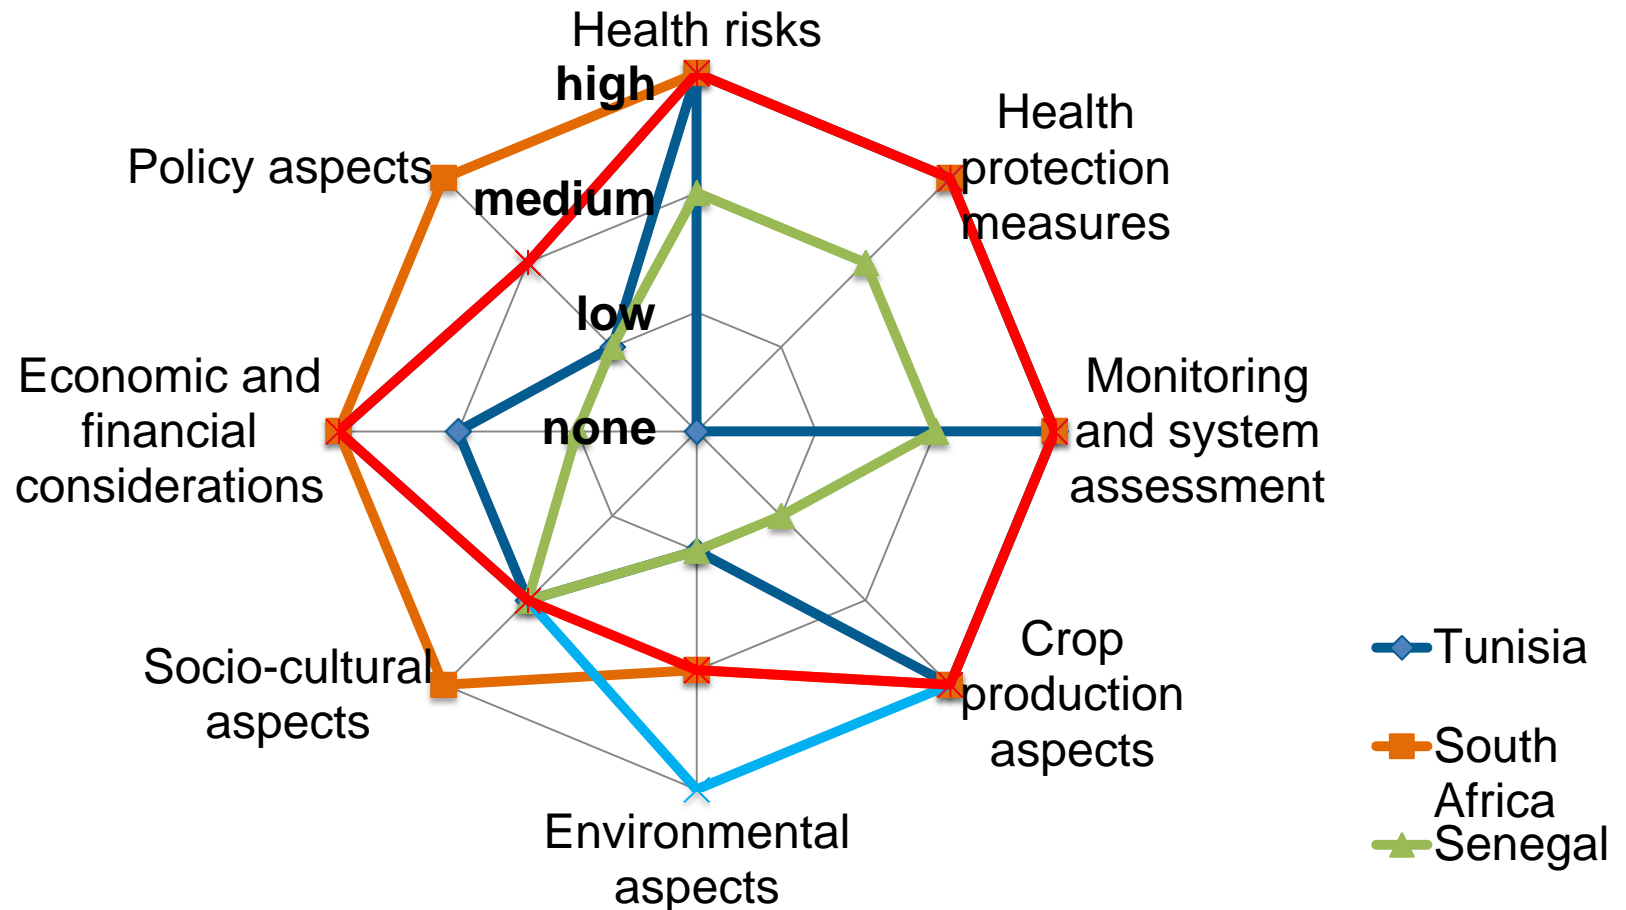 Health risks
high
Health
protection
measures
Policy aspects
medium
low
Economic and
financial
considerations
none
Monitoring
and system
assessment
Socio-cultural
aspects
Crop
production
aspects
Environmental
aspects
Tunisia
South
Africa
Senegal